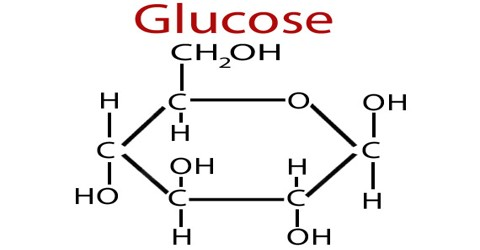 Glucose
CH₂OH
H C O OH
H
C OH H C
HO C C H
H OH